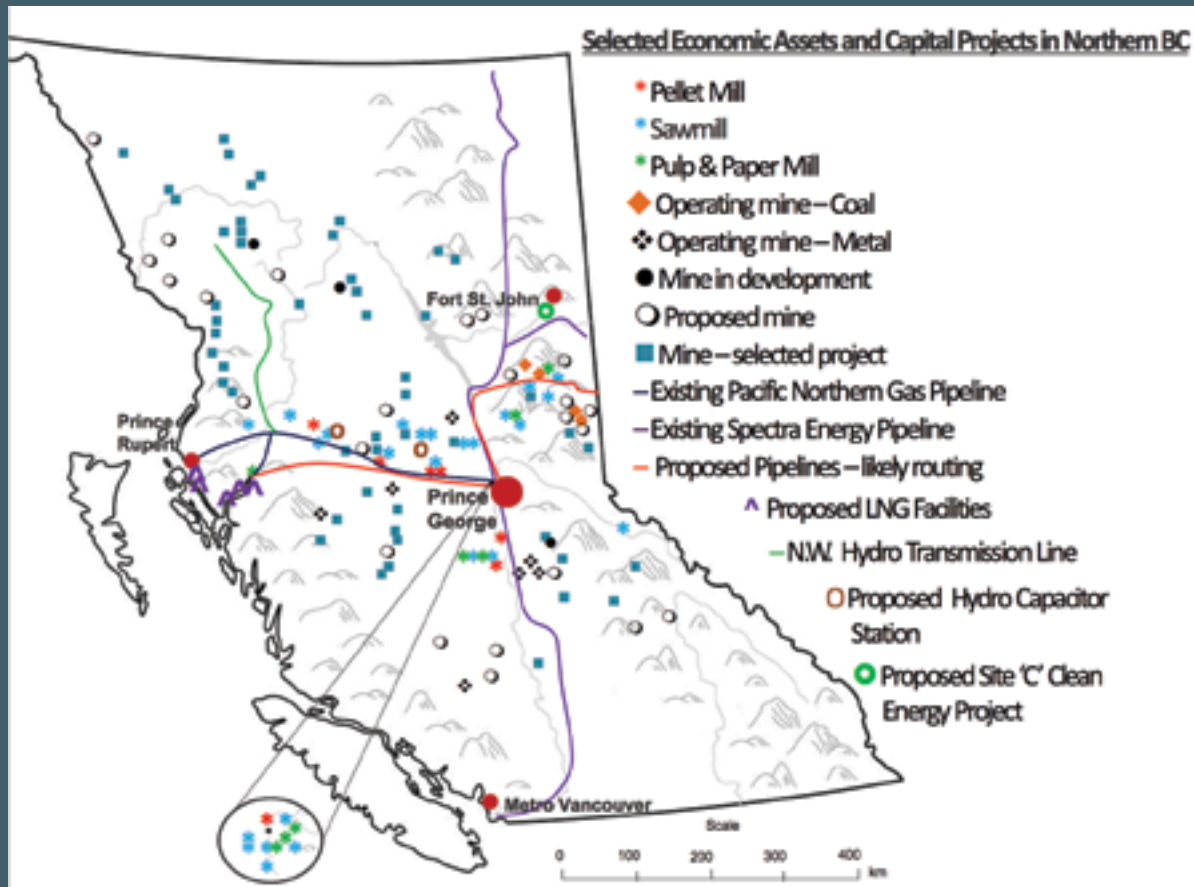 Selected Economic Assets and Capital Projects in Northern BC
Pellet Mill
Sawmill
Pulp & Paper Mill
Operating mine – Coal
Operating mine – Metal
Mine in development
Proposed mine
Mine – selected project
Existing Pacific Northern Gas Pipeline
Existing Spectra Energy Pipeline
Proposed Pipelines – likely routing
Proposed LNG Facilities
N.W. Hydro Transmission Line
Proposed Hydro Capacitor
Station
Proposed Site 'C' Clean
Energy Project
Fort St. John
Prince
Rupert
Prince
George
Metro Vancouver
Scale
0 100 200 300 400
km